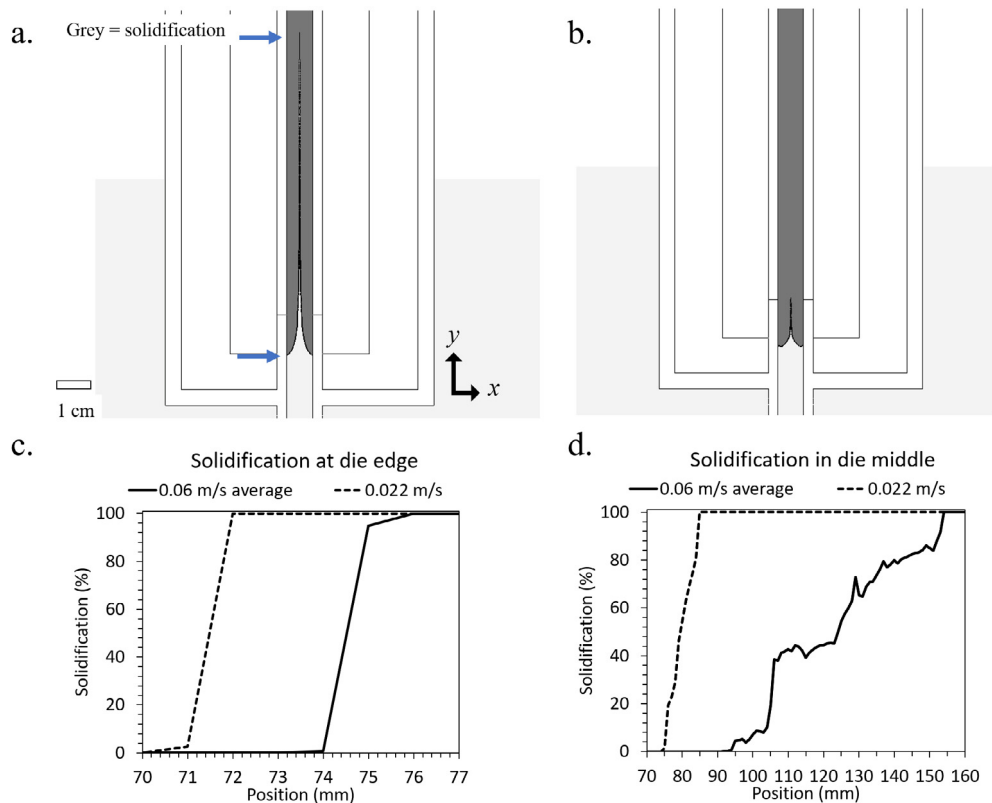 a.
Grey = solidification
b.
y
x
1 cm
c.
Solidification at die edge
0.06 m/s average
0.022 m/s
100
80
60
40
20
0
Solidification (%)
70 71 72 73 74 75 76 77
Position (mm)
d.
Solidification in die middle
0.06 m/s average
0.022 m/s
100
80
60
40
20
0
Solidification (%)
70 80 90 100 110 120 130 140 150 160
Position (mm)